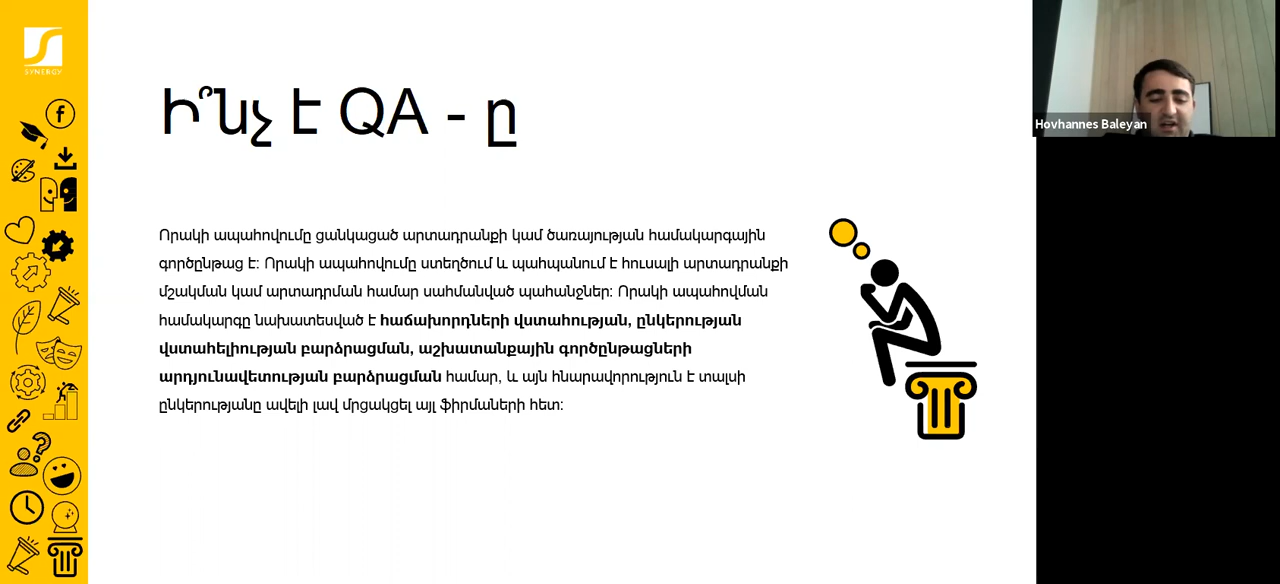 SYNERGY
Ի՞նչ է QA - ը
Որակի ապահովումը ցանկացած արտադրանքի կամ ծառայության համակարգային
գործընթաց է: Որակի ապահովումը ստեղծում և պահպանում է հուսալի արտադրանքի
մշակման կամ արտադրման համար սահմանված պահանջներ: Որակի ապահովման
համակարգը նախատեսված է հաճախորդների վստահության, ընկերության
վստահելիության բարձրացման, աշխատանքային գործընթացների
արդյունավետության բարձրացման համար, և այն հնարավորություն է տալսի
ընկերությանը ավելի լավ մրցակցել այլ ֆիրմաների հետ:
Hovhannes Baleyan